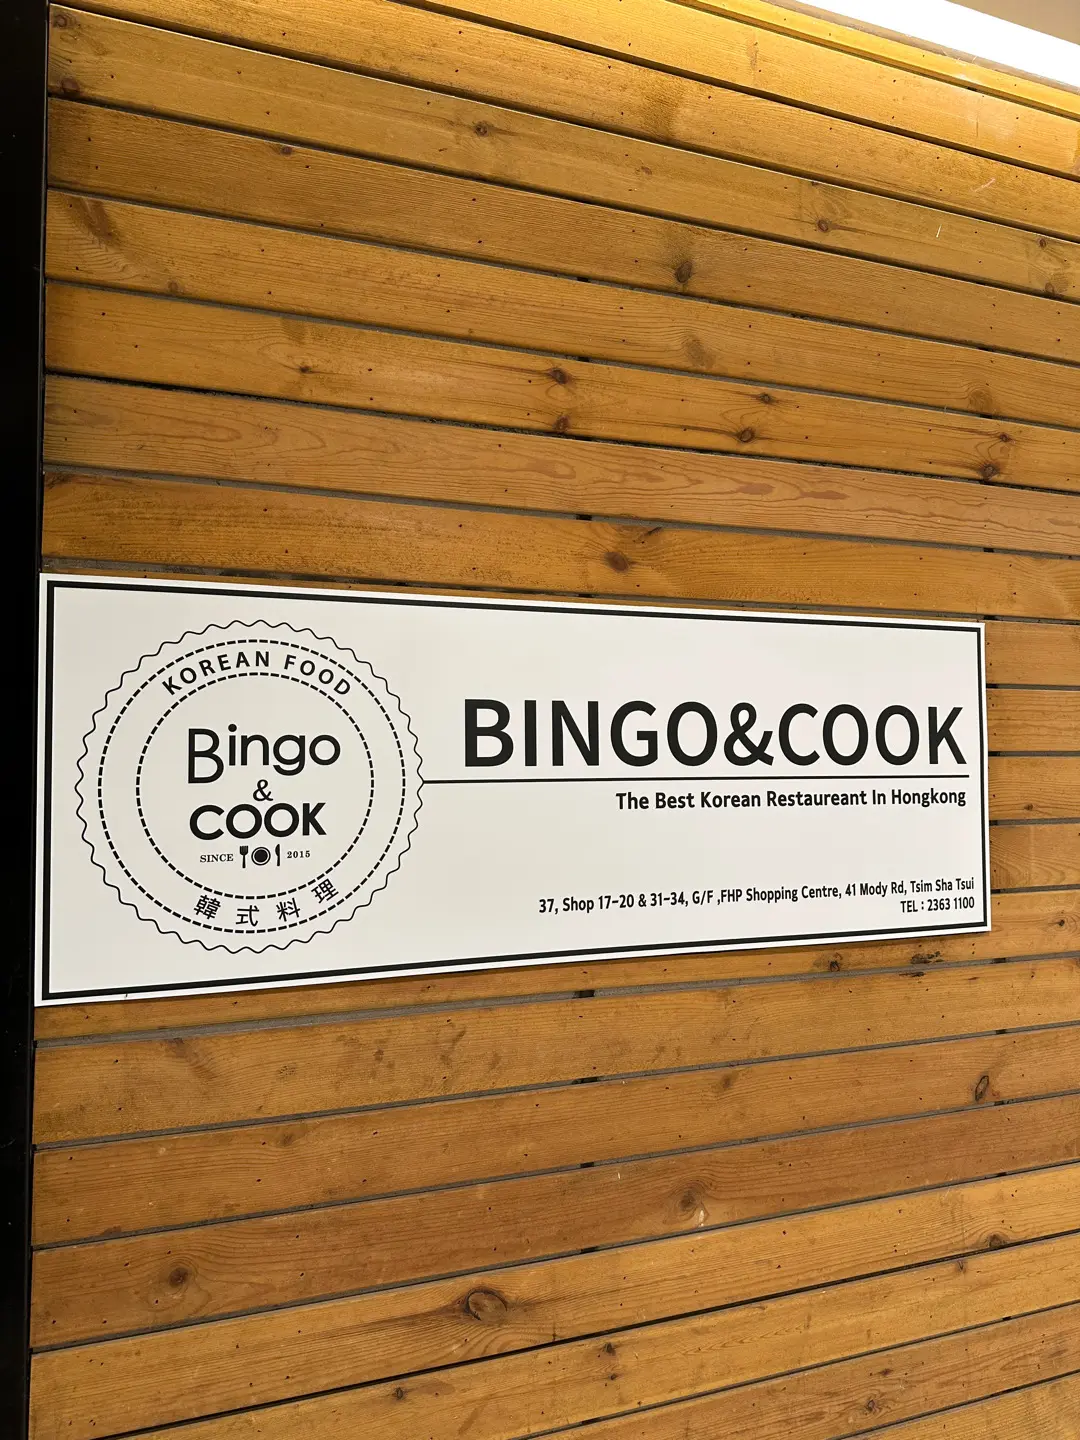 KOREAN FOOD
Bingo
&
COOK
SINCE 2015
韓式料理
BINGO&COOK
The Best Korean Restaureant In Hongkong
37, Shop 17-20 & 31-34, G/F ,FHP Shopping Centre, 41 Mody Rd, Tsim Sha Tsui
TEL : 2363 1100